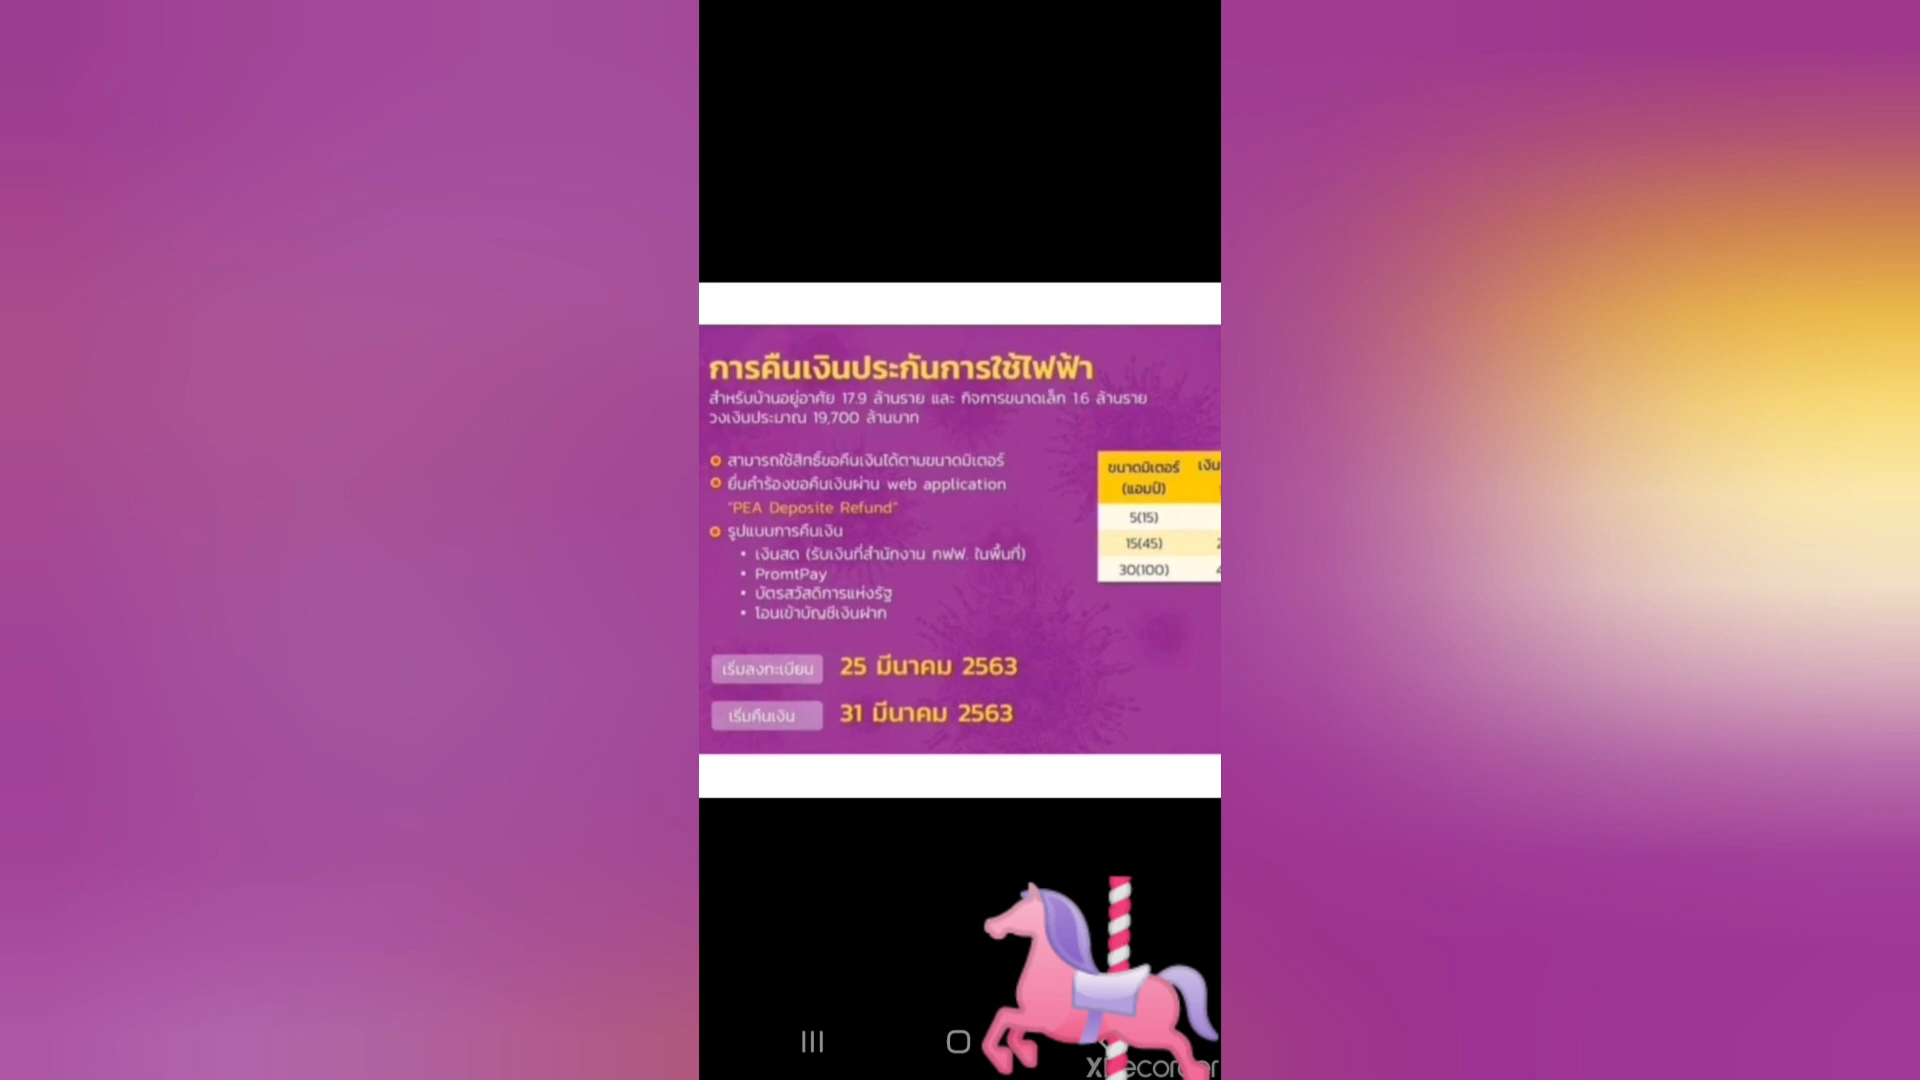 การคืนเงินประกันการใช้ไฟฟ้า
สำหรับบ้านอยู่อาศัย 17.9 ล้านราย และ กิจการขนาดเล็ก 1.6 ล้านราย
วงเงินประมาณ 19,700 ล้านบาท
สามารถใช้สิทธิ์ขอคืนเงินได้ตามขนาดมิเตอร์
ยื่นคำร้องขอคืนเงินผ่าน web application
"PEA Deposite Refund"
รูปแบบการคืนเงิน
• เงินสด (รับเงินที่สำนักงาน กฟฟ. ในพื้นที่)
• PromtPay
• บัตรสวัสดิการแห่งรัฐ
• โอนเข้าบัญชีเงินฝาก
ขนาดมิเตอร์ เงิน
(แอมป์)
5(15)
15(45) 2
30(100) 4
เริ่มลงทะเบียน 25 มีนาคม 2563
เริ่มคืนเงิน 31 มีนาคม 2563